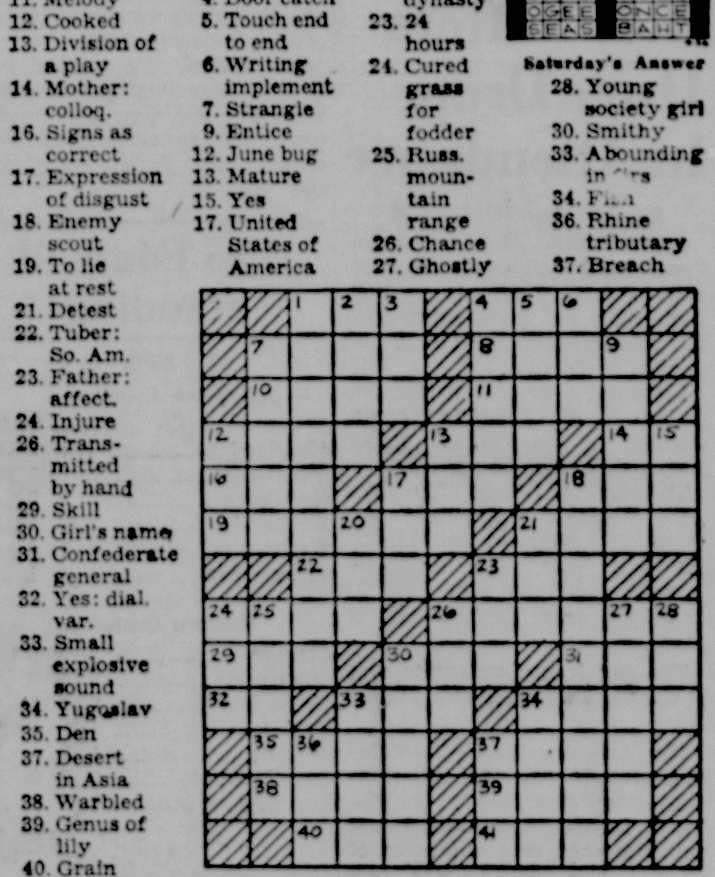 11. Melody
12. Cooked
13. Division of
a play
14. Mother:
colloq.
16. Signs as
correct
17. Expression
of disgust
18. Enemy
scout
19. To lie
at rest
21. Detest
22. Tuber:
So. Am.
23. Father:
affect.
24. Injure
26. Trans-
mitted
by hand
29. Skill
30. Girl's name
31. Confederate
general
32. Yes: dial.
var.
33. Small
explosive
sound
34. Yugoslav
35. Den
37. Desert
in Asia
38. Warbled
39. Genus of
lily
40. Grain
4. Door catch
5. Touch end
to end
6. Writing
implement
7. Strangle
9. Entice
12. June bug
13. Mature
15. Yes
17. United
States of
America
dynasty
23. 24
hours
24. Cured
grass
for
fodder
25. Russ.
moun-
tain
range
26. Chance
27. Ghostly
OGEE ONCE
SEAS BAHT
Saturday's Answer
28. Young
society girl
30. Smithy
33. Abounding
in
34.
36. Rhine
tributary
37. Breach
1 2 3 4 5 6
7 8 9
10 11
12 13 14 15
16 17 18
19 20 21
22 23
24 25 26 27 28
29 30 31
32 33 34
35 36 37
38 39
40 41